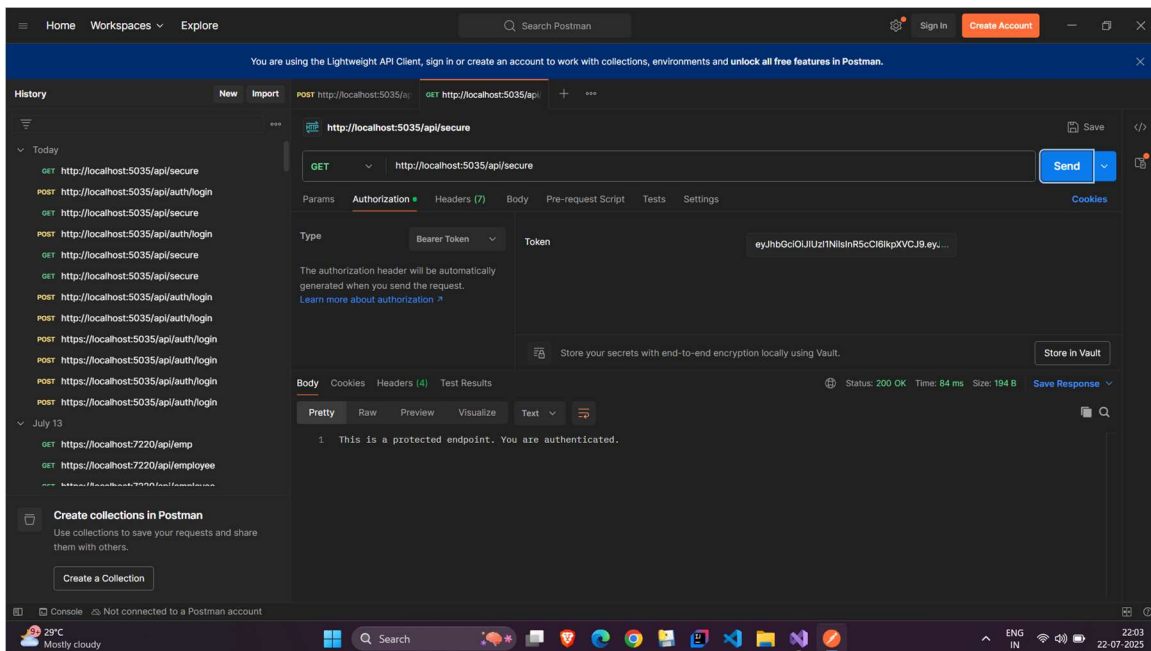 Home Workspaces Explore Search Postman Sign In Create Account
You are using the Lightweight API Client, sign in or create an account to work with collections, environments and unlock all free features in Postman.
History New Import
POST http://localhost:5035/ap GET http://localhost:5035/api
Today
GET http://localhost:5035/api/secure
POST http://localhost:5035/api/auth/login
GET http://localhost:5035/api/secure
POST http://localhost:5035/api/auth/login
GET http://localhost:5035/api/secure
GET http://localhost:5035/api/secure
POST http://localhost:5035/api/auth/login
POST http://localhost:5035/api/auth/login
POST https://localhost:5035/api/auth/login
POST https://localhost:5035/api/auth/login
POST https://localhost:5035/api/auth/login
POST https://localhost:5035/api/auth/login
July 13
GET https://localhost:7220/api/emp
GET https://localhost:7220/api/employee
GET https://localhost:7220/api/employee
Create collections in Postman
Use collections to save your requests and share
them with others.
Create a Collection
HTTP http://localhost:5035/api/secure Save
GET http://localhost:5035/api/secure Send
Params Authorization Headers (7) Body Pre-request Script Tests Settings Cookies
Type Bearer Token
The authorization header will be automatically
generated when you send the request.
Learn more about authorization
Token eyJhbGciOiJIUzI1NiIsInR5cCI6IkpXVCJ9.eyJ...
Store your secrets with end-to-end encryption locally using Vault. Store in Vault
Body Cookies Headers (4) Test Results Status: 200 OK Time: 84 ms Size: 194 B Save Response
Pretty Raw Preview Visualize Text
1 This is a protected endpoint. You are authenticated.
Console Not connected to a Postman account
29°C
Mostly cloudy
Search
ENG
IN
22:03
22-07-2025